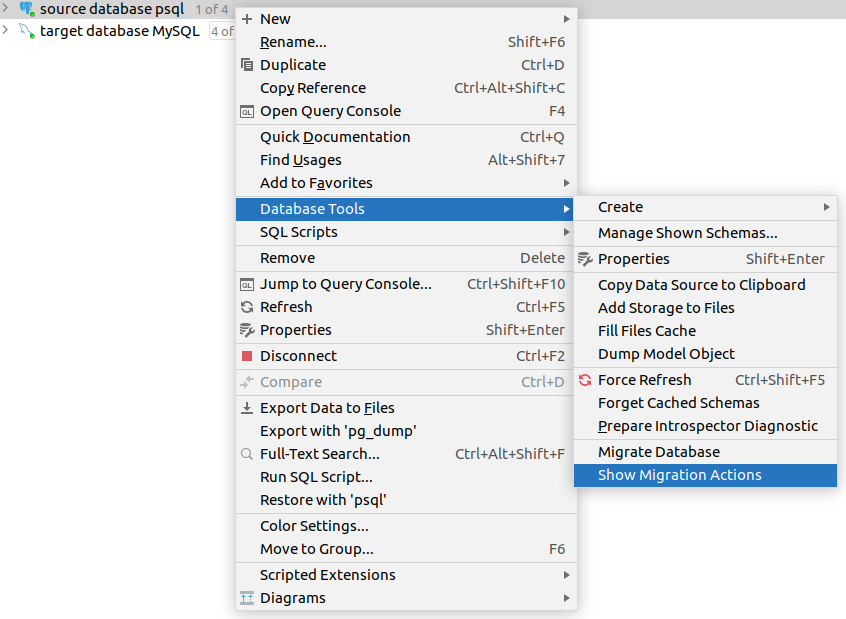 source database psql 1 of 4
target database MySQL 4 of
New
Rename... Shift+F6
Duplicate Ctrl+D
Copy Reference Ctrl+Alt+Shift+C
QL Open Query Console F4
Quick Documentation Ctrl+Q
Find Usages Alt+Shift+7
Add to Favorites
Database Tools
SQL Scripts
Remove Delete
QL Jump to Query Console... Ctrl+Shift+F10
Refresh Ctrl+F5
Properties Shift+Enter
Disconnect Ctrl+F2
Compare Ctrl+D
Export Data to Files
Export with 'pg_dump'
Full-Text Search... Ctrl+Alt+Shift+F
Run SQL Script...
Restore with 'psql'
Color Settings...
Move to Group... F6
Scripted Extensions
Diagrams
Create
Manage Shown Schemas...
Properties Shift+Enter
Copy Data Source to Clipboard
Add Storage to Files
Fill Files Cache
Dump Model Object
Force Refresh Ctrl+Shift+F5
Forget Cached Schemas
Prepare Introspector Diagnostic
Migrate Database
Show Migration Actions